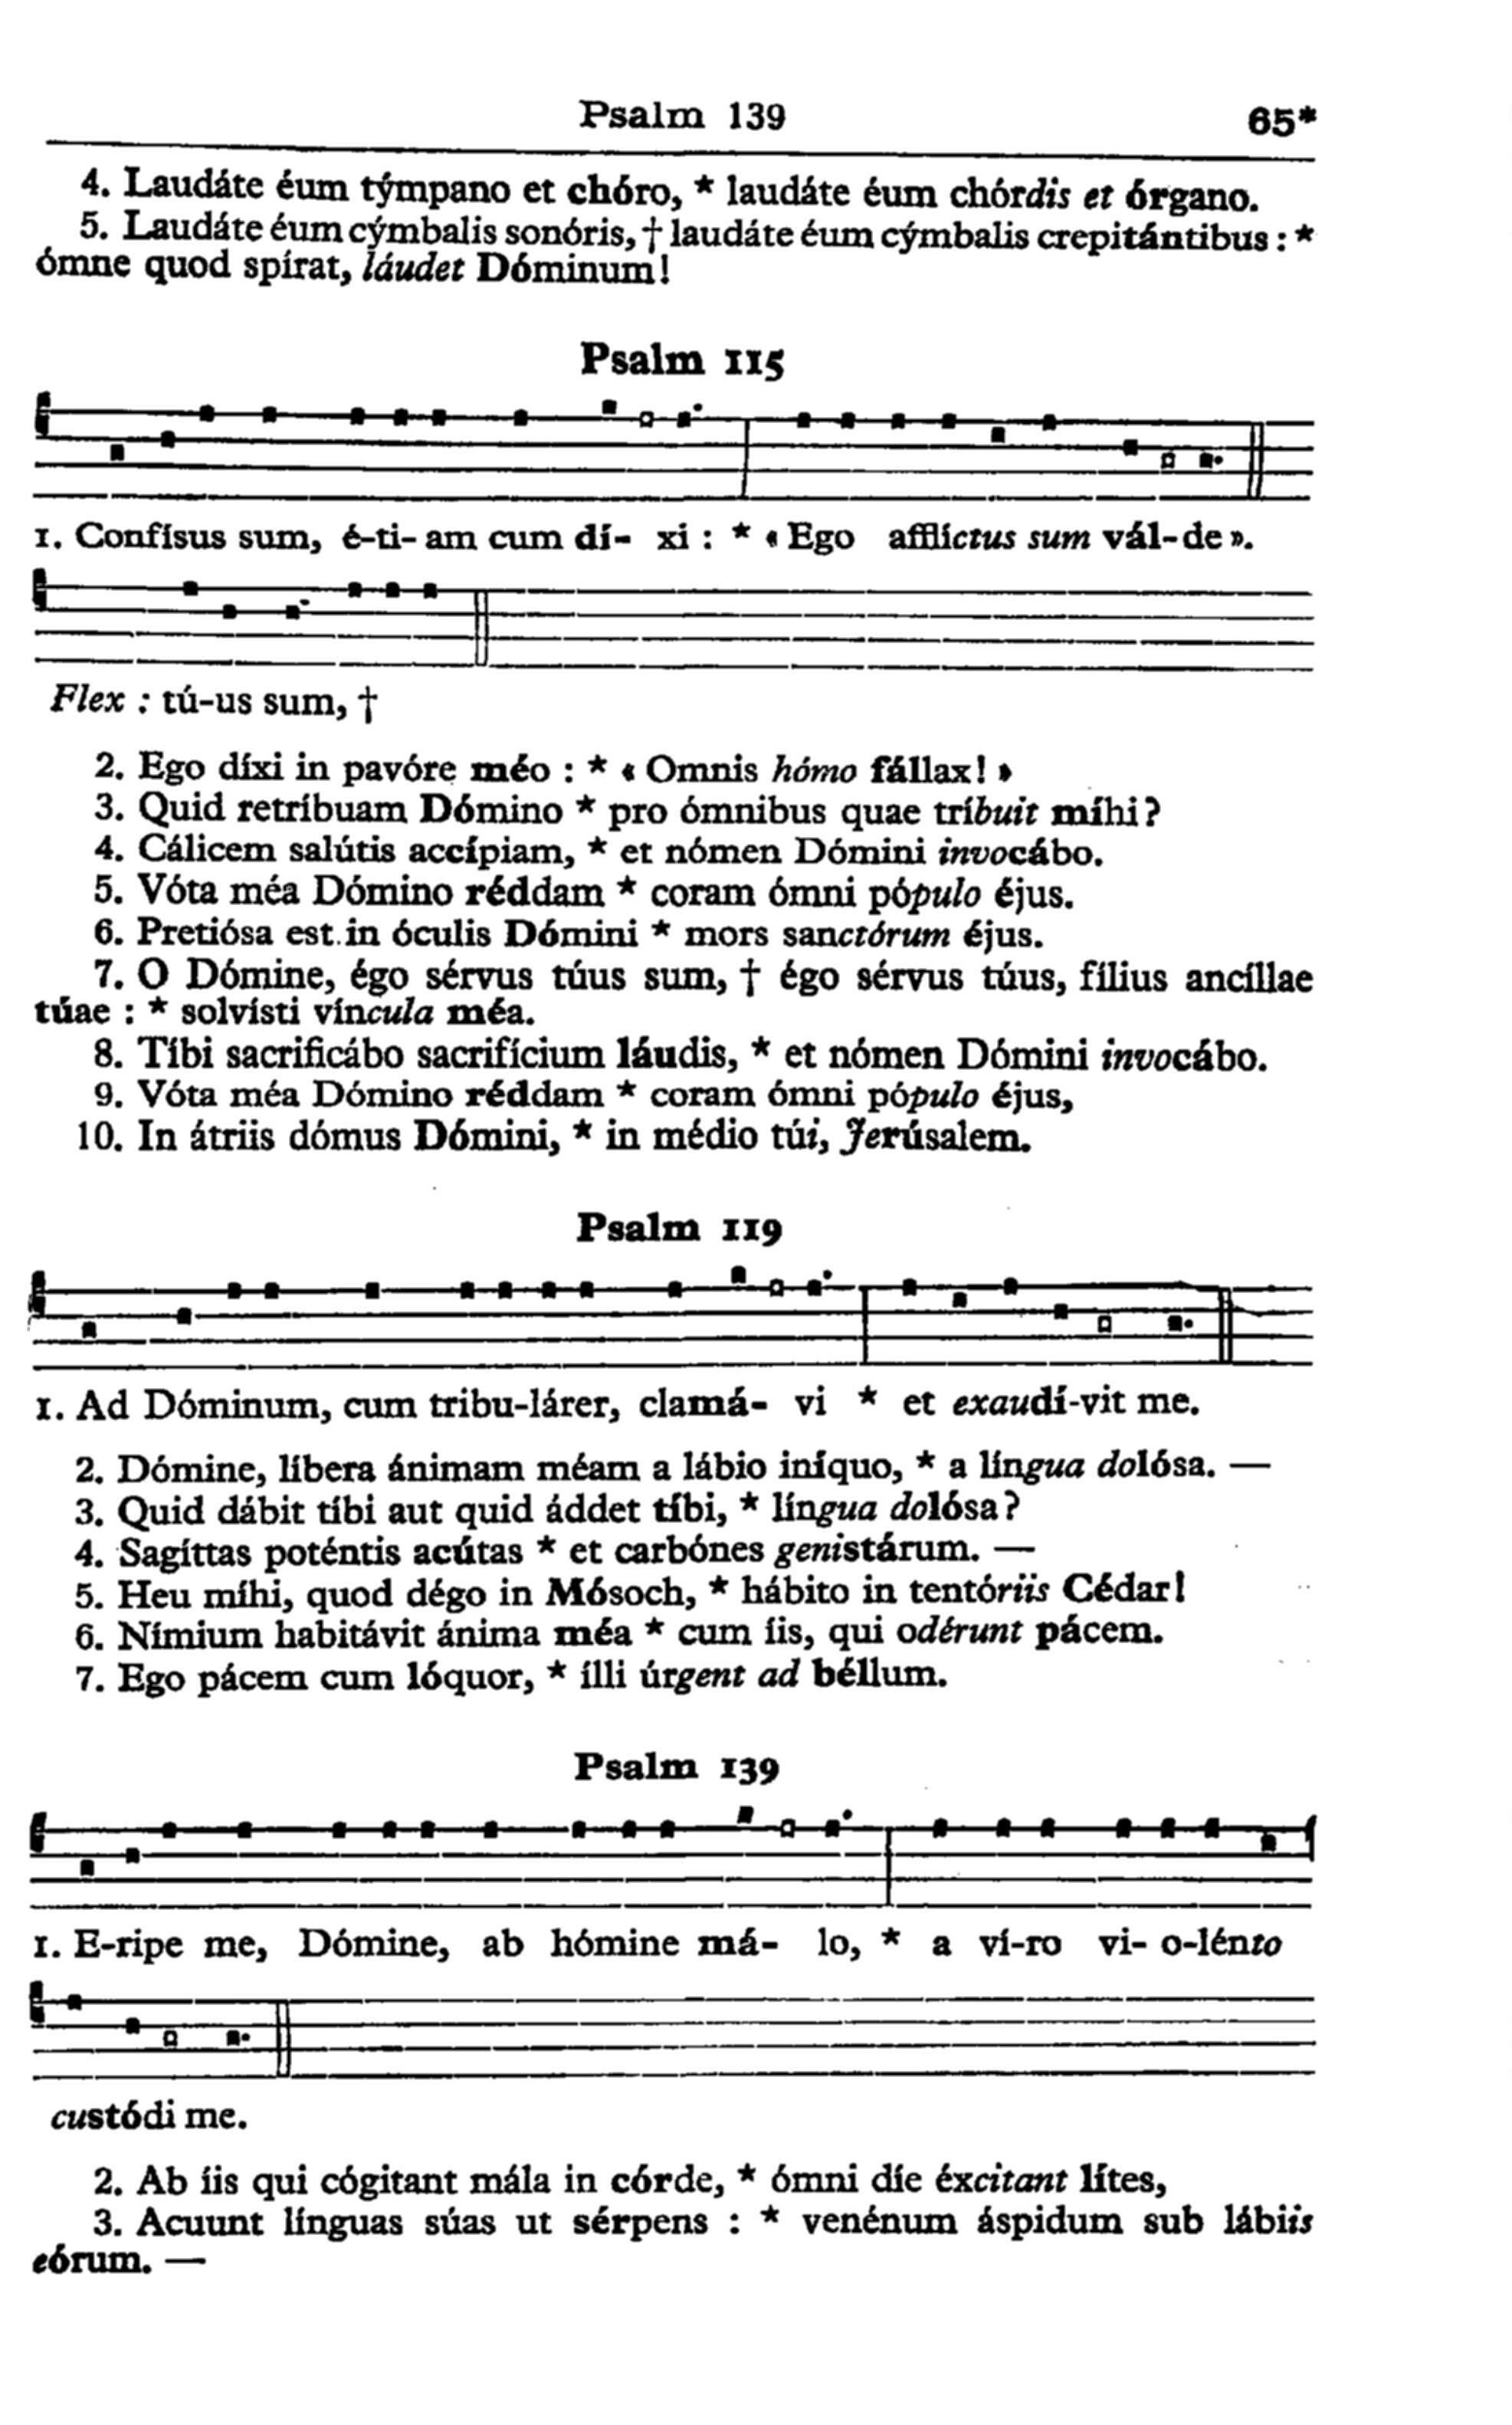 Psalm 139 65*
4. Laudáte éum týmpano et chóro, * laudáte éum chórdis et órgano.
5. Laudáte éum cýmbalis sonóris, † laudáte éum cýmbalis crepitántibus : *
ómne quod spírat, láudet Dóminum!
Psalm 115
1. Confísus sum, é-ti- am cum dí- xi : * « Ego afflíctus sum vál-de ».
Flex : tú-us sum, †
2. Ego díxi in pavóre méo : * « Omnis hómo fállax! »
3. Quid retríbuam Dómino * pro ómnibus quae tríbuit míhi?
4. Cálicem salútis accípiam, * et nómen Dómini invocábo.
5. Vóta méa Dómino réddam * coram ómni pópulo éjus.
6. Pretiósa est in óculis Dómini * mors sanctórum éjus.
7. O Dómine, égo sérvus túus sum, † égo sérvus túus, fílius ancíllae
túae : * solvísti víncula méa.
8. Tíbi sacrificábo sacrifícium láudis, * et nómen Dómini invocábo.
9. Vóta méa Dómino réddam * coram ómni pópulo éjus,
10. In átriis dómus Dómini, * in médio túi, Jerúsalem.
Psalm 119
1. Ad Dóminum, cum tribu-lárer, clamá- vi * et exaudí-vit me.
2. Dómine, líbera ánimam méam a lábio iníquo, * a língua dolósa. —
3. Quid dábit tíbi aut quid áddet tíbi, * língua dolósa?
4. Sagíttas poténtis acútas * et carbónes genistárum. —
5. Heu míhi, quod dégo in Mósoch, * hábito in tentóriis Cédar!
6. Nímium habitávit ánima méa * cum íis, qui odérunt pácem.
7. Ego pácem cum lóquor, * ílli úrgent ad béllum.
Psalm 139
1. E-ripe me, Dómine, ab hómine má- lo, * a ví-ro vi- o-lénto
custódi me.
2. Ab íis qui cógitant mála in córde, * ómni díe éxcitant lítes,
3. Acuunt línguas súas ut sérpens : * venénum áspidum sub lábiis
eórum. —